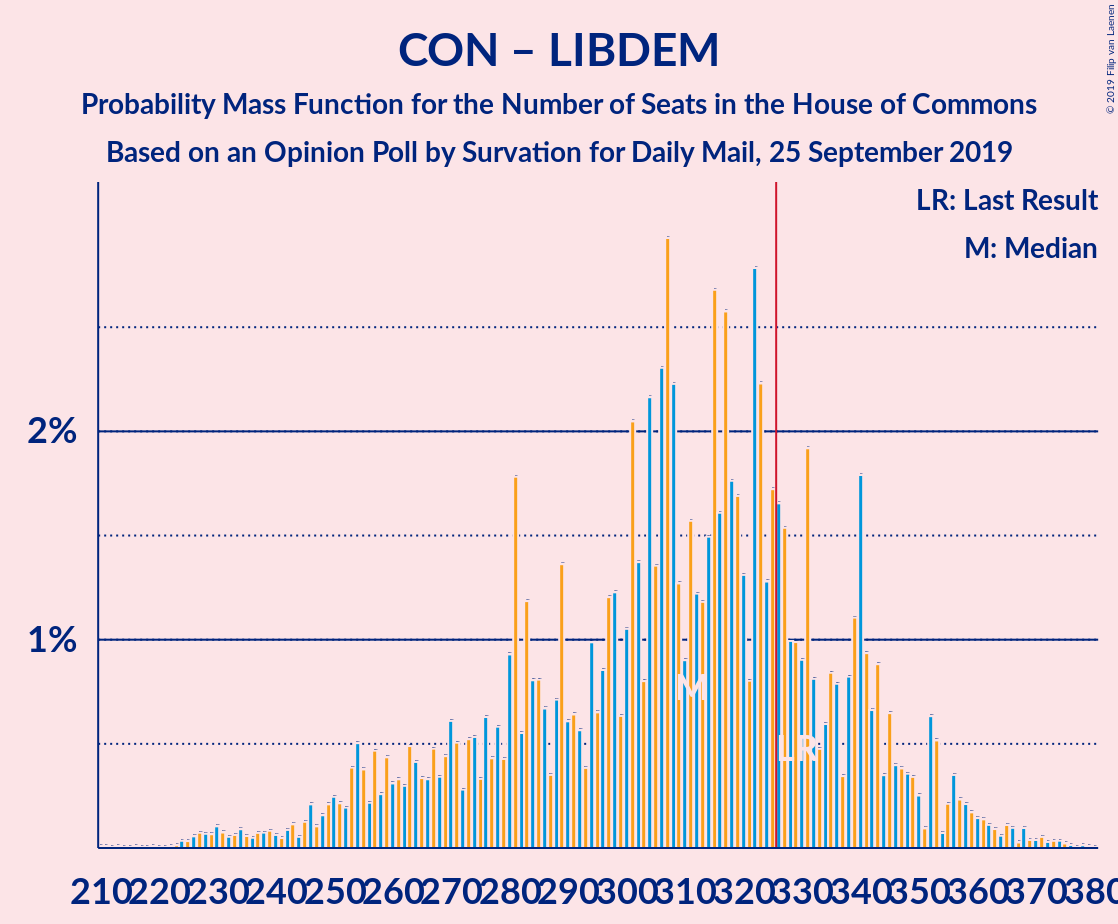 CON – LIBDEM
Probability Mass Function for the Number of Seats in the House of Commons
Based on an Opinion Poll by Survation for Daily Mail, 25 September 2019
© 2019 Filip van Laenen
LR: Last Result
M: Median
2%
1%
M
LR
210 220 230 240 250 260 270 280 290 300 310 320 330 340 350 360 370 380